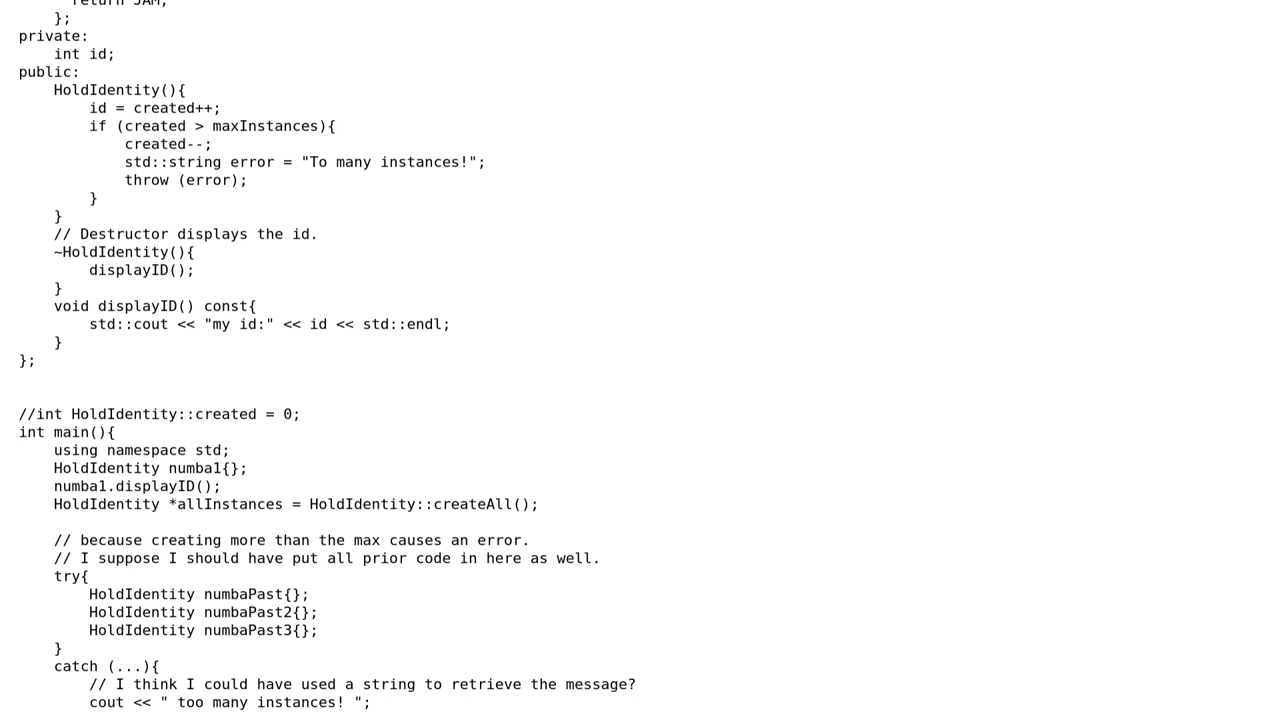 return JAM;
};
private:
int id;
public:
HoldIdentity(){
id = created++;
if (created > maxInstances){
created--;
std::string error = "To many instances!";
throw (error);
}
}
// Destructor displays the id.
~HoldIdentity(){
displayID();
}
void displayID() const{
std::cout << "my id:" << id << std::endl;
}
};
//int HoldIdentity::created = 0;
int main(){
using namespace std;
HoldIdentity numba1{};
numba1.displayID();
HoldIdentity *allInstances = HoldIdentity::createAll();
// because creating more than the max causes an error.
// I suppose I should have put all prior code in here as well.
try{
HoldIdentity numbaPast{};
HoldIdentity numbaPast2{};
HoldIdentity numbaPast3{};
}
catch (...){
// I think I could have used a string to retrieve the message?
cout << " too many instances! ";